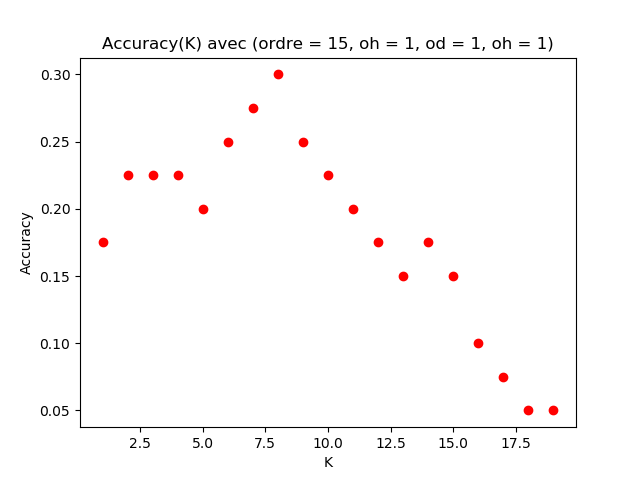 Accuracy(K) avec (ordre = 15, oh = 1, od = 1, oh = 1)
0.30
0.25
0.20
0.15
0.10
0.05
Accuracy
2.5 5.0 7.5 10.0 12.5 15.0 17.5
K